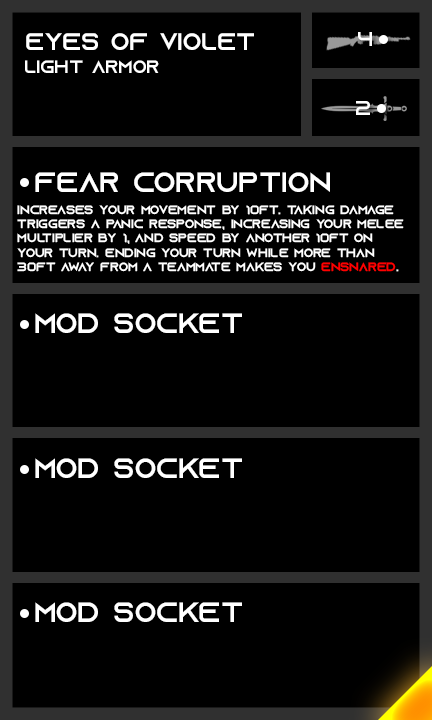 EYES OF VIOLET
LIGHT ARMOR
4•
2•
•FEAR CORRUPTION
INCREASES YOUR MOVEMENT BY 10FT. TAKING DAMAGE
TRIGGERS A PANIC RESPONSE, INCREASING YOUR MELEE
MULTIPLIER BY 1, AND SPEED BY ANOTHER 10FT ON
YOUR TURN. ENDING YOUR TURN WHILE MORE THAN
30FT AWAY FROM A TEAMMATE MAKES YOU ENSNARED.
•MOD SOCKET
•MOD SOCKET
•MOD SOCKET